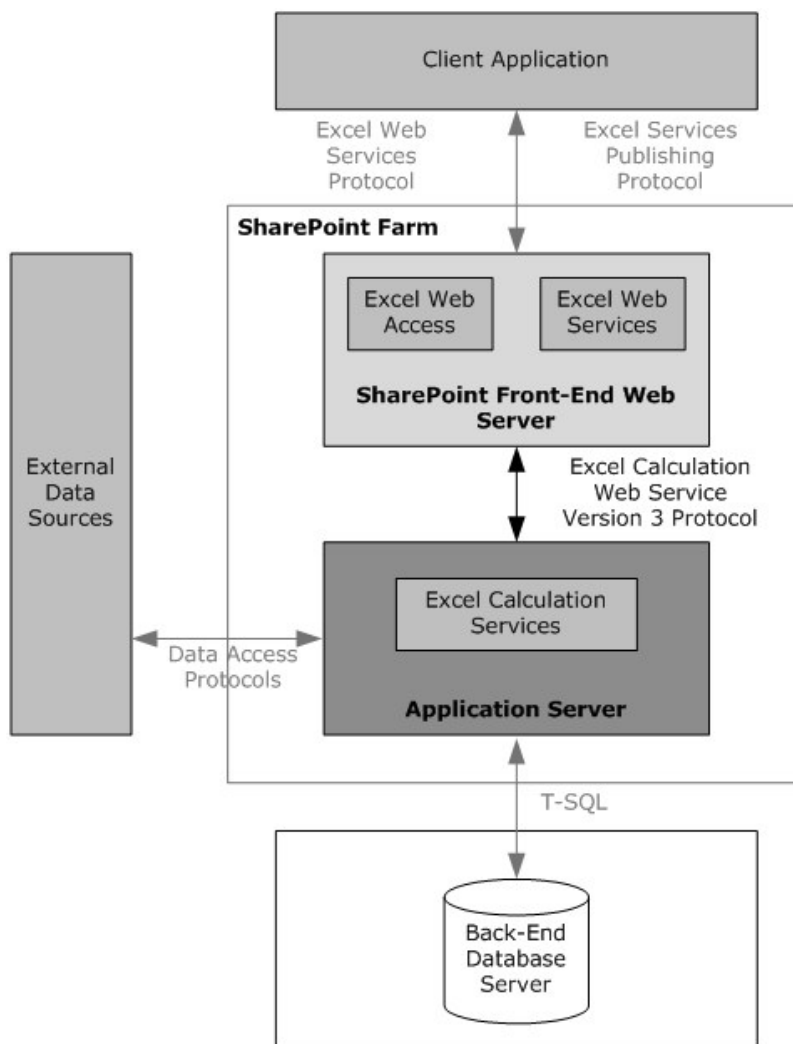 Client Application
Excel Web
Services
Protocol
Excel Services
Publishing
Protocol
SharePoint Farm
Excel Web
Access
Excel Web
Services
SharePoint Front-End Web
Server
External
Data
Sources
Excel Calculation
Web Service
Version 3 Protocol
Excel Calculation
Services
Data Access
Protocols
Application Server
T-SQL
Back-End
Database
Server